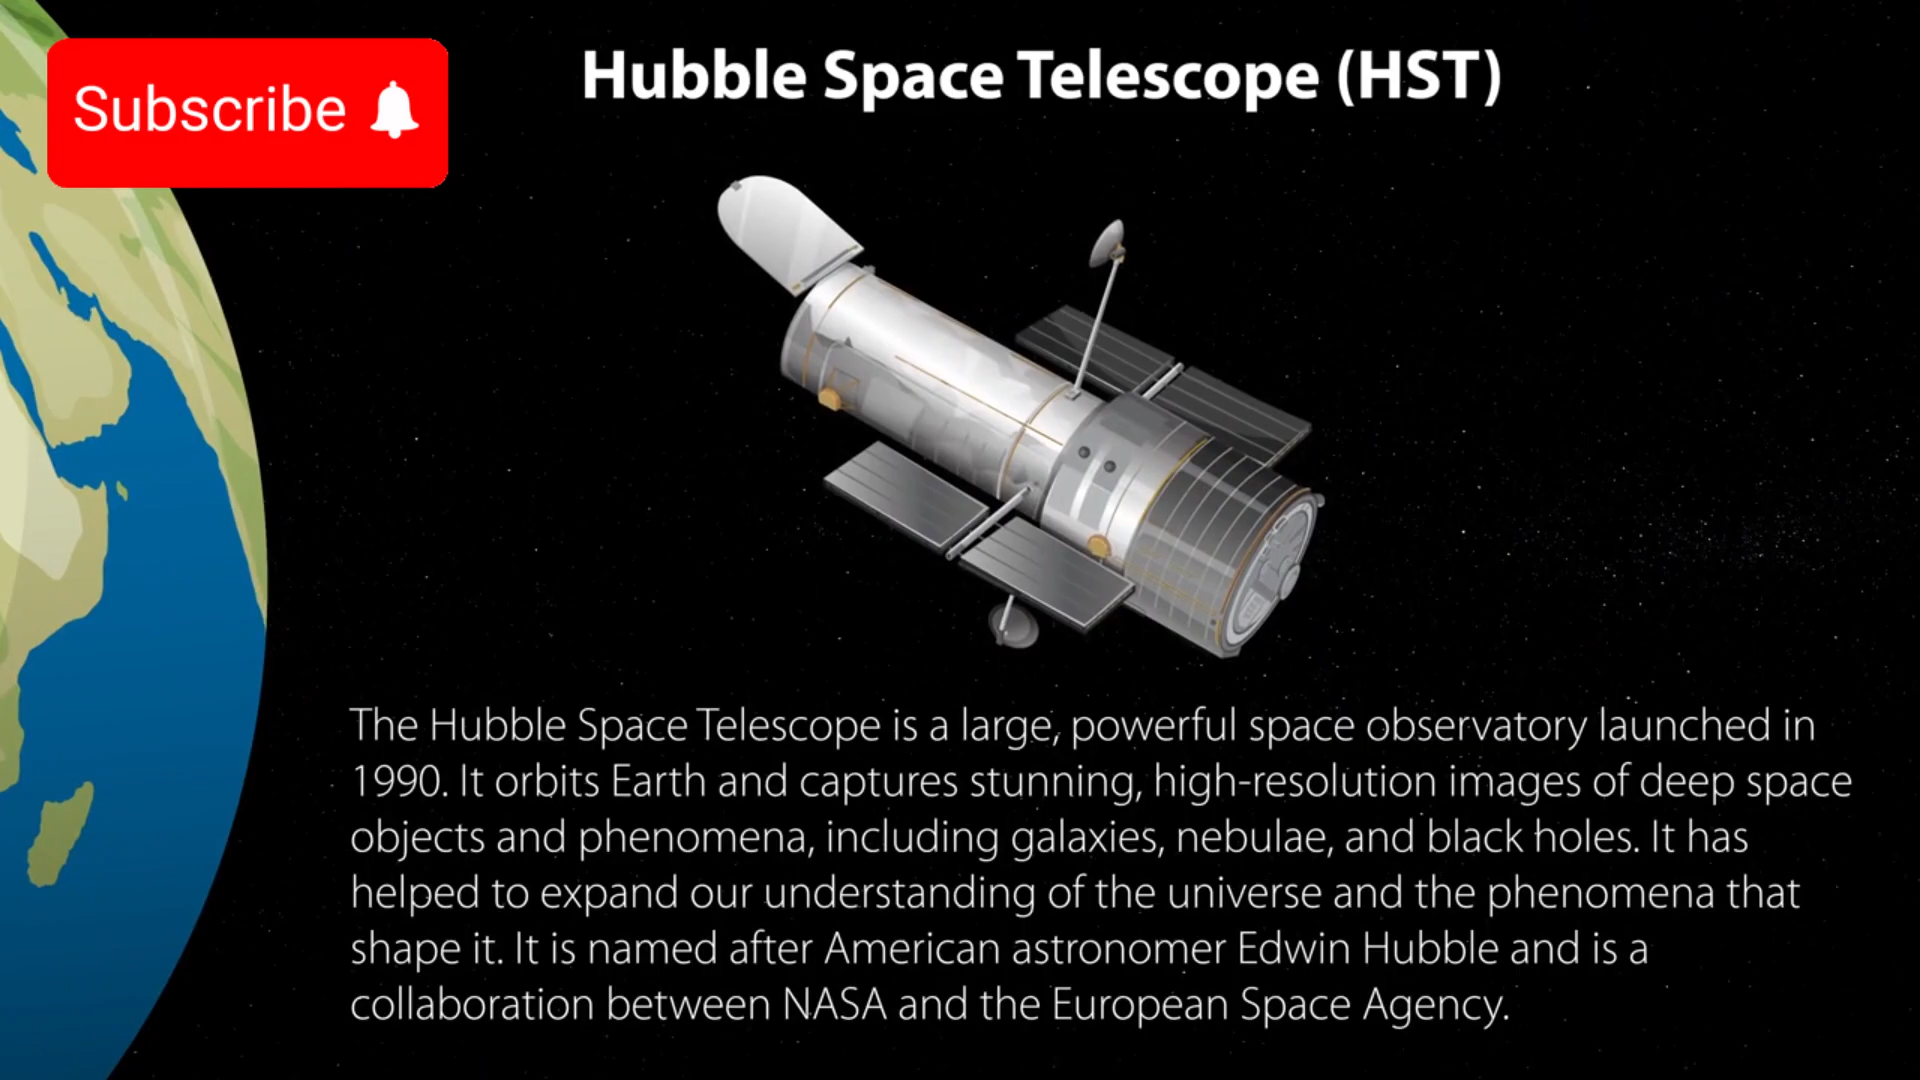 Subscribe
Hubble Space Telescope (HST)
The Hubble Space Telescope is a large, powerful space observatory launched in
1990. It orbits Earth and captures stunning, high-resolution images of deep space
objects and phenomena, including galaxies, nebulae, and black holes. It has
helped to expand our understanding of the universe and the phenomena that
shape it. It is named after American astronomer Edwin Hubble and is a
collaboration between NASA and the European Space Agency.